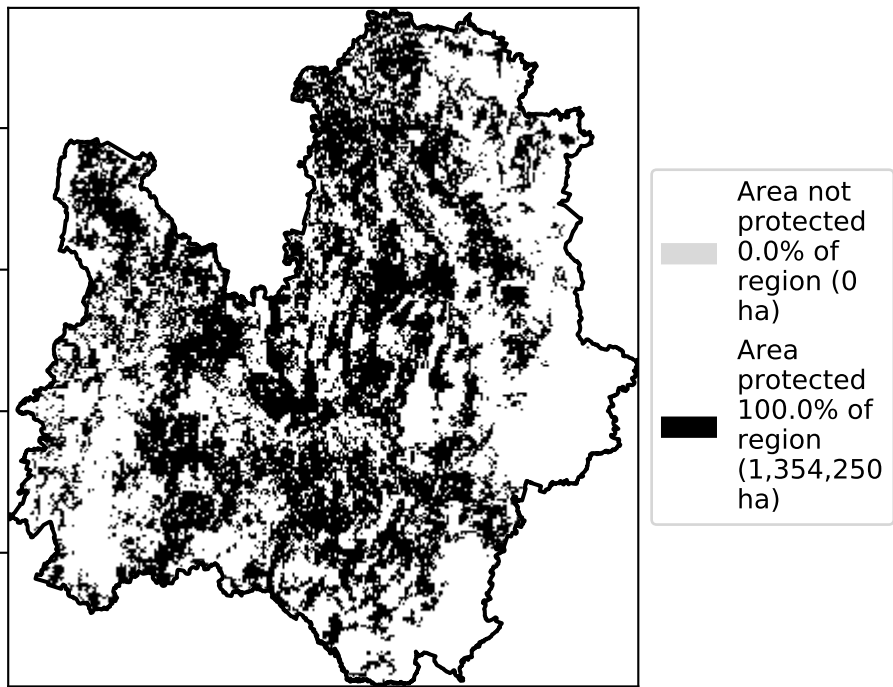 Area not
protected
0.0% of
region (0
ha)
Area
protected
100.0% of
region
(1,354,250
ha)